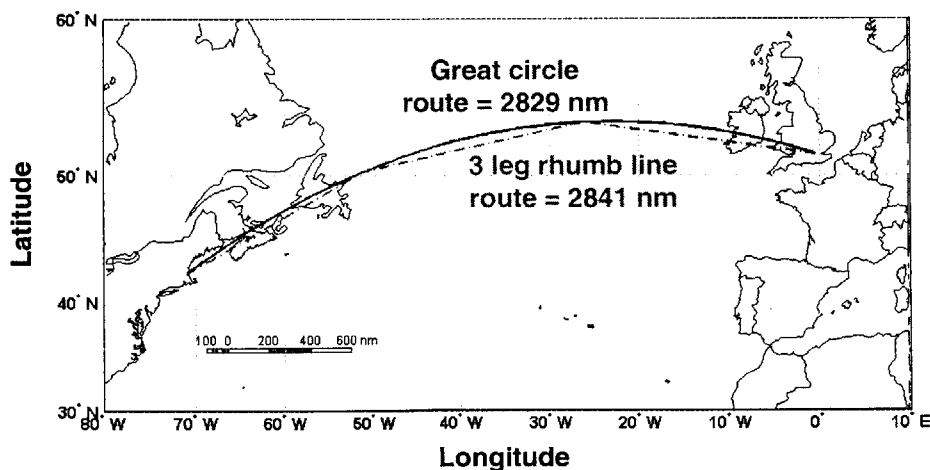 60° N
Great circle
route = 2829 nm
50° N
3 leg rhumb line
route = 2841 nm
Latitude
40° N
100 0 200 400 600 nm
30° N
80° W 70° W 60° W 50° W 40° W 30° W 20° W 10° W 0° 10° E
Longitude